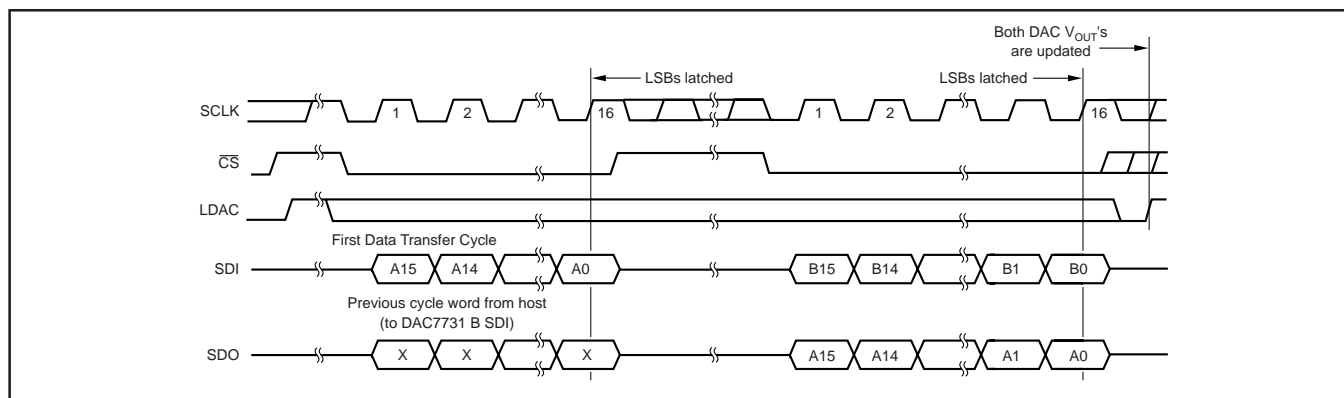 Both DAC VOUT's
are updated
LSBs latched
LSBs latched
SCLK 1 2 16 1 2 16
CS
LDAC
First Data Transfer Cycle
SDI A15 A14 A0 B15 B14 B1 B0
Previous cycle word from host
(to DAC7731 B SDI)
SDO X X X A15 A14 A1 A0